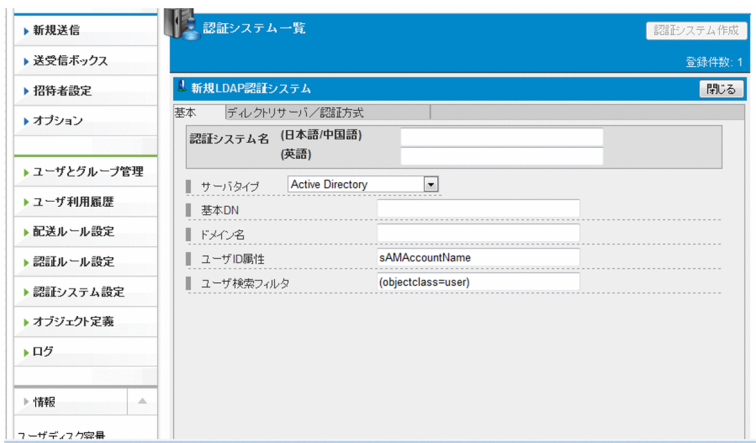 新規送信
送受信ボックス
招待者設定
オプション
ユーザとグループ管理
ユーザ利用履歴
配送ルール設定
認証ルール設定
認証システム設定
オブジェクト定義
ログ
情報
ユーザディスク容量
認証システム一覧
認証システム作成
登録件数: 1
新規LDAP認証システム
閉じる
基本
ディレクトリサーバ/認証方式
認証システム名 (日本語/中国語)
(英語)
サーバタイプ Active Directory
基本DN
ドメイン名
ユーザID属性 sAMAccountName
ユーザ検索フィルタ (objectclass=user)